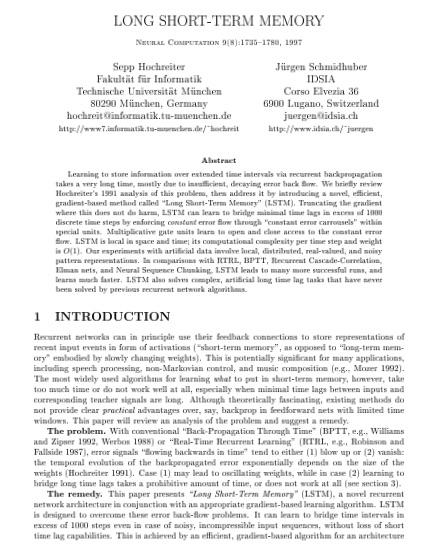 LONG SHORT-TERM MEMORY
Neural Computation 9(8):1735–1780, 1997
Sepp Hochreiter
Fakultät für Informatik
Technische Universität München
80290 München, Germany
hochreit@informatik.tu-muenchen.de
http://www7.informatik.tu-muenchen.de/~hochreit
Jürgen Schmidhuber
IDSIA
Corso Elvezia 36
6900 Lugano, Switzerland
juergen@idsia.ch
http://www.idsia.ch/~juergen
Abstract
Learning to store information over extended time intervals via recurrent backpropagation
takes a very long time, mostly due to insufficient, decaying error back flow. We briefly review
Hochreiter's 1991 analysis of this problem, then address it by introducing a novel, efficient,
gradient-based method called "Long Short-Term Memory" (LSTM). Truncating the gradient
where this does not do harm, LSTM can learn to bridge minimal time lags in excess of 1000
discrete time steps by enforcing constant error flow through "constant error carrousels" within
special units. Multiplicative gate units learn to open and close access to the constant error
flow. LSTM is local in space and time; its computational complexity per time step and weight
is O(1). Our experiments with artificial data involve local, distributed, real-valued, and noisy
pattern representations. In comparisons with RTRL, BPTT, Recurrent Cascade-Correlation,
Elman nets, and Neural Sequence Chunking, LSTM leads to many more successful runs, and
learns much faster. LSTM also solves complex, artificial long time lag tasks that have never
been solved by previous recurrent network algorithms.
1 INTRODUCTION
Recurrent networks can in principle use their feedback connections to store representations of
recent input events in form of activations ("short-term memory", as opposed to "long-term mem-
ory" embodied by slowly changing weights). This is potentially significant for many applications,
including speech processing, non-Markovian control, and music composition (e.g., Mozer 1992).
The most widely used algorithms for learning what to put in short-term memory, however, take
too much time or do not work well at all, especially when minimal time lags between inputs and
corresponding teacher signals are long. Although theoretically fascinating, existing methods do
not provide clear practical advantages over, say, backprop in feedforward nets with limited time
windows. This paper will review an analysis of the problem and suggest a remedy.
The problem. With conventional "Back-Propagation Through Time" (BPTT, e.g., Williams
and Zipser 1992, Werbos 1988) or "Real-Time Recurrent Learning" (RTRL, e.g., Robinson and
Fallside 1987), error signals "flowing backwards in time" tend to either (1) blow up or (2) vanish:
the temporal evolution of the backpropagated error exponentially depends on the size of the
weights (Hochreiter 1991). Case (1) may lead to oscillating weights, while in case (2) learning to
bridge long time lags takes a prohibitive amount of time, or does not work at all (see section 3).
The remedy. This paper presents "Long Short-Term Memory" (LSTM), a novel recurrent
network architecture in conjunction with an appropriate gradient-based learning algorithm. LSTM
is designed to overcome these error back-flow problems. It can learn to bridge time intervals in
excess of 1000 steps even in case of noisy, incompressible input sequences, without loss of short
time lag capabilities. This is achieved by an efficient, gradient-based algorithm for an architecture